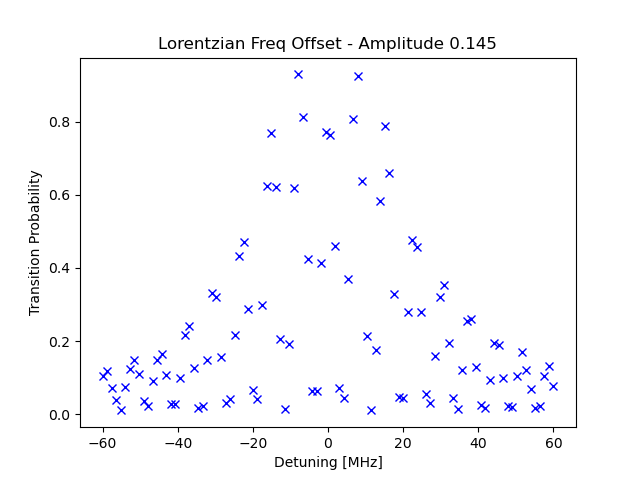 Lorentzian Freq Offset - Amplitude 0.145
Transition Probability
0.8
0.6
0.4
0.2
0.0
−60 −40 −20 0 20 40 60
Detuning [MHz]